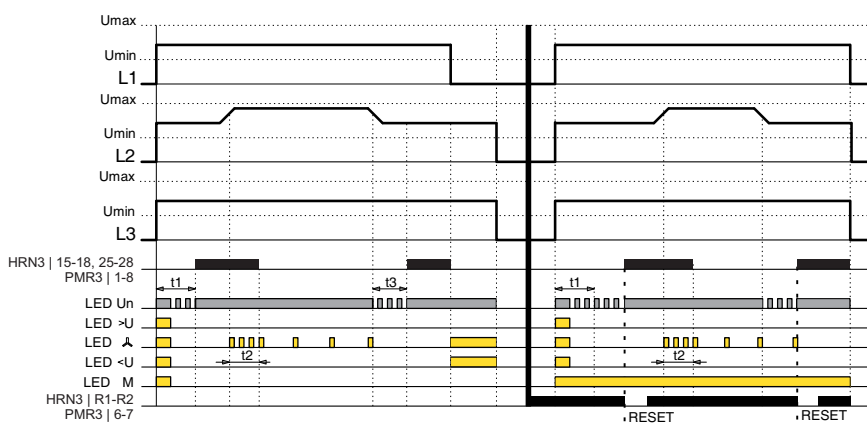 Umax
Umin
L1
Umax
Umin
L2
Umax
Umin
L3
HRN3 | 15-18, 25-28
PMR3 | 1-8
t1
t3
t1
LED Un
LED >U
LED
LED <U
t2
t2
LED M
HRN3 | R1-R2
PMR3 | 6-7
RESET
RESET